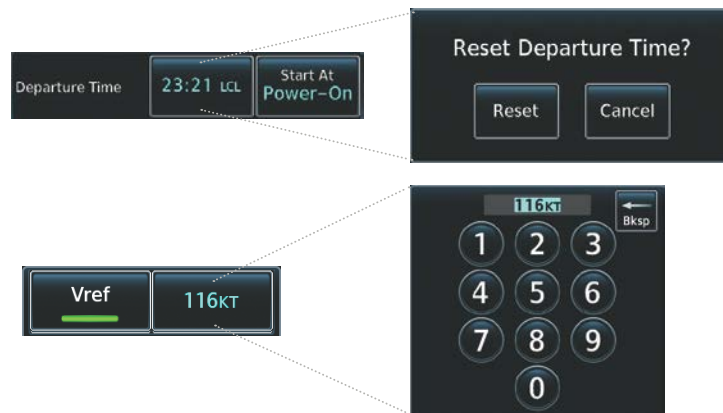 Departure Time
23:21 LCL
Start At
Power-On
Reset Departure Time?
Reset
Cancel
Vref
116KT
116KT
Bksp
1 2 3
4 5 6
7 8 9
0